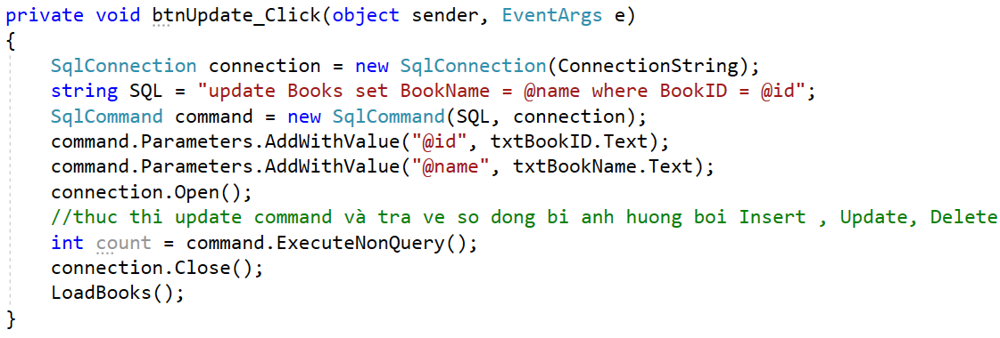 private void btnUpdate_Click(object sender, EventArgs e)
{
    SqlConnection connection = new SqlConnection(ConnectionString);
    string SQL = "update Books set BookName = @name where BookID = @id";
    SqlCommand command = new SqlCommand(SQL, connection);
    command.Parameters.AddWithValue("@id", txtBookID.Text);
    command.Parameters.AddWithValue("@name", txtBookName.Text);
    connection.Open();
    //thuc thi update command và tra ve so dong bi anh huong boi Insert , Update, Delete
    int count = command.ExecuteNonQuery();
    connection.Close();
    LoadBooks();
}